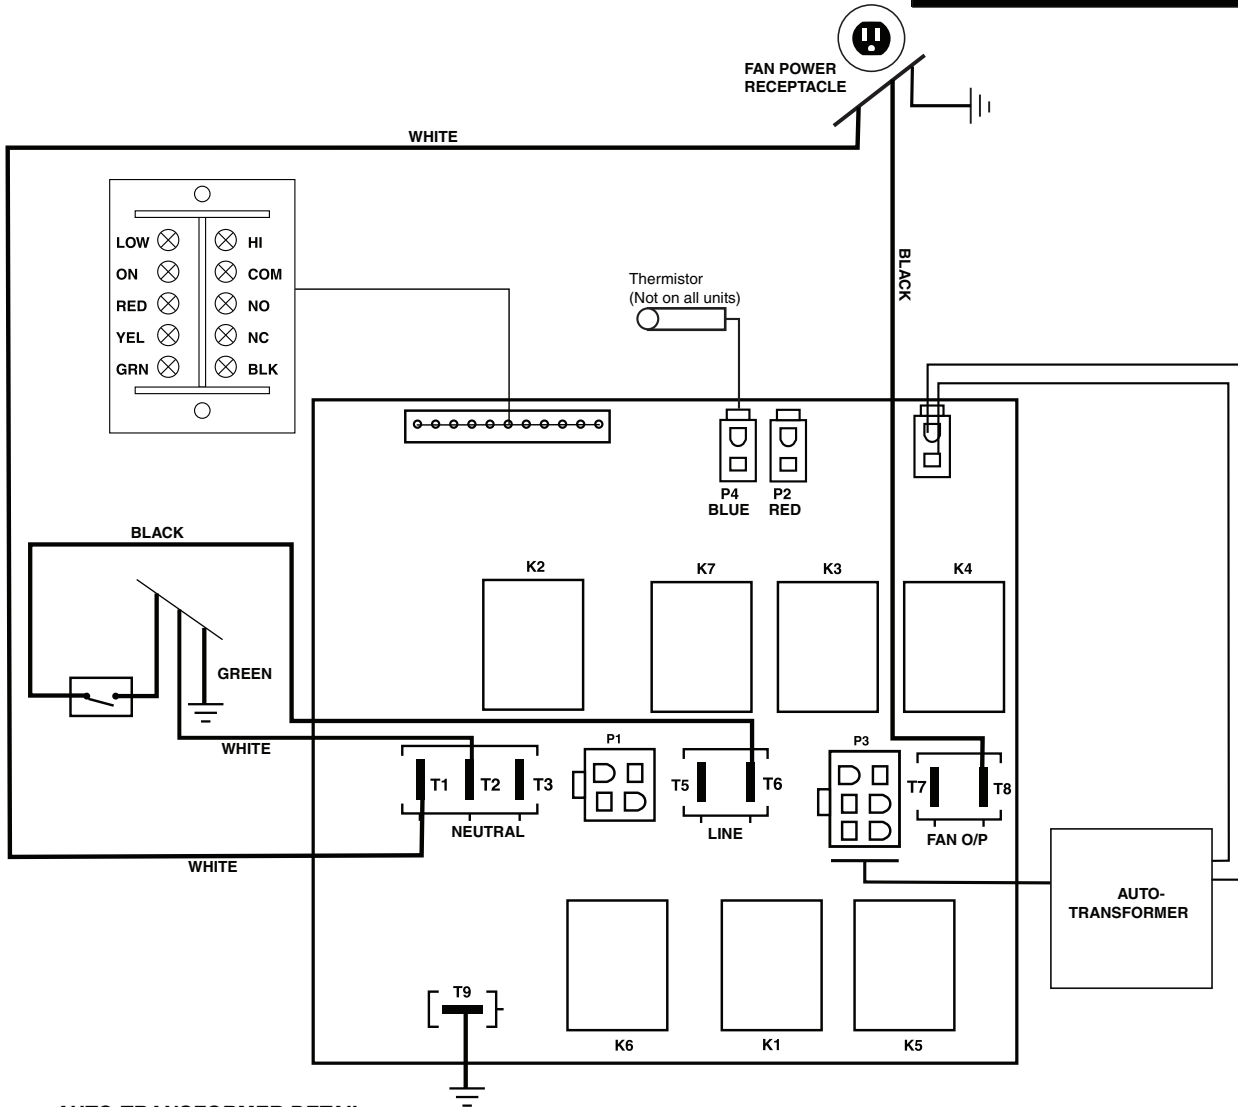 FAN POWER
RECEPTACLE
WHITE
LOW HI
ON COM
RED NO
YEL NC
GRN BLK
Thermistor
(Not on all units)
BLACK
P4
BLUE
P2
RED
BLACK
K2
K7
K3
K4
GREEN
WHITE
P1
P3
T1 T2 T3
T5 T6
T7 T8
NEUTRAL
LINE
FAN O/P
WHITE
AUTO-
TRANSFORMER
T9
K6
K1
K5